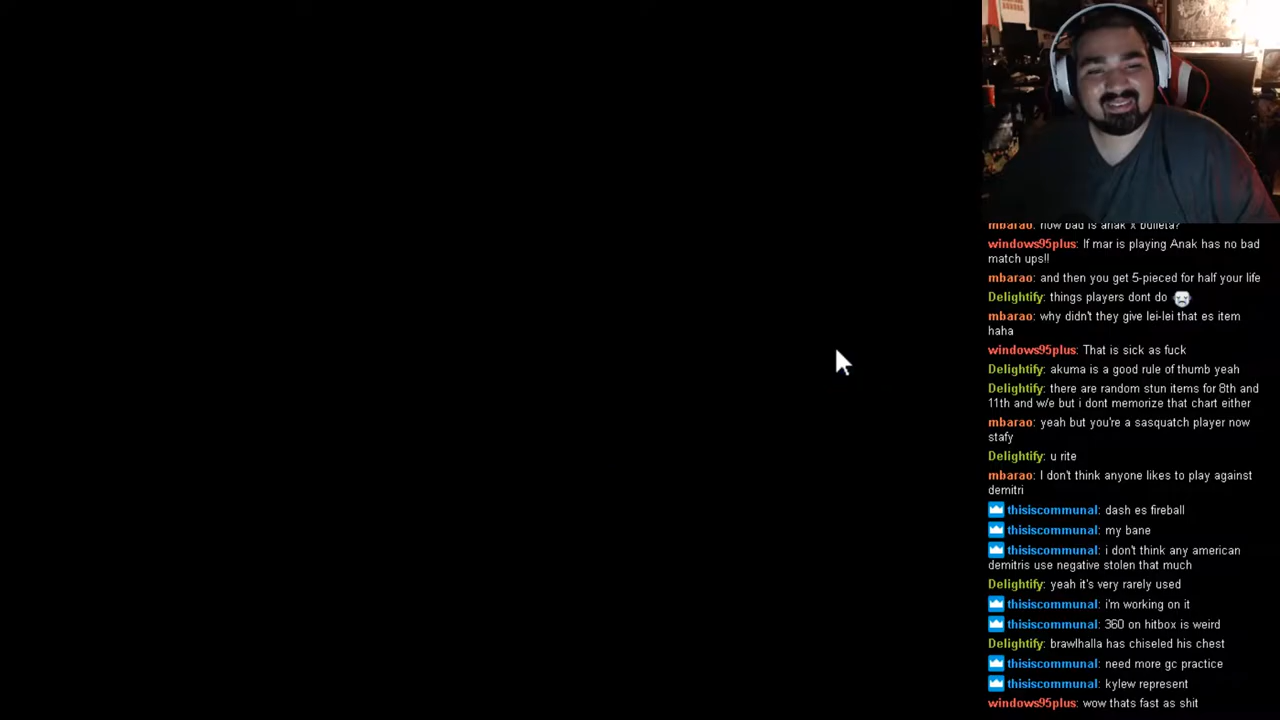 mbarao: how bad is anak x bulleta?
windows95plus: If mar is playing Anak has no bad
match ups!!
mbarao: and then you get 5-pieced for half your life
Delightify: things players dont do
mbarao: why didn't they give lei-lei that es item
haha
windows95plus: That is sick as fuck
Delightify: akuma is a good rule of thumb yeah
Delightify: there are random stun items for 8th and
11th and w/e but i dont memorize that chart either
mbarao: yeah but you're a sasquatch player now
stafy
Delightify: u rite
mbarao: I don't think anyone likes to play against
demitri
thisiscommunal: dash es fireball
thisiscommunal: my bane
thisiscommunal: i don't think any american
demitris use negative stolen that much
Delightify: yeah it's very rarely used
thisiscommunal: i'm working on it
thisiscommunal: 360 on hitbox is weird
Delightify: brawlhalla has chiseled his chest
thisiscommunal: need more gc practice
thisiscommunal: kylew represent
windows95plus: wow thats fast as shit